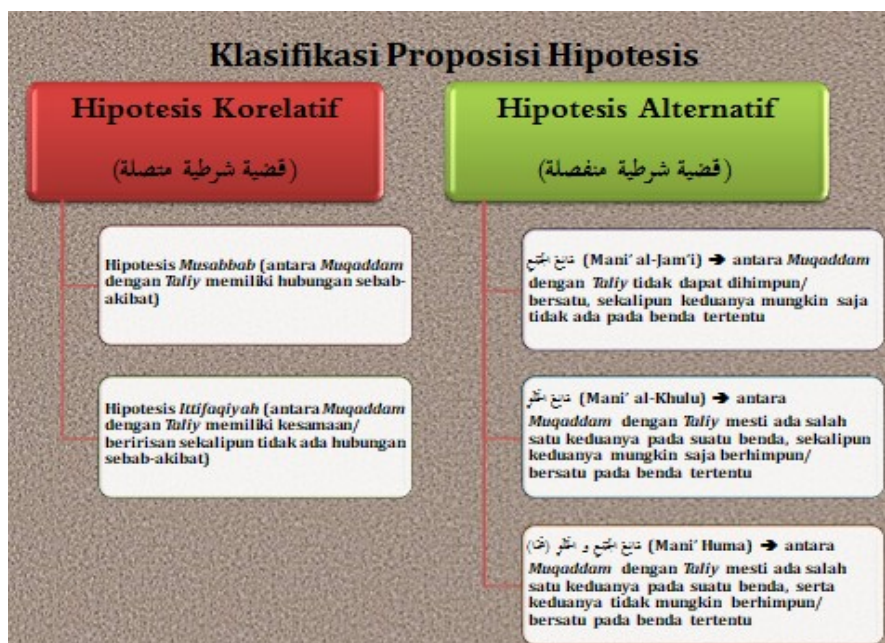 Klasifikasi Proposisi Hipotesis
Hipotesis Korelatif
(قضية شرطية متصلة)
Hipotesis Musabbab (antara Muqaddam
dengan Taliy memiliki hubungan sebab-
akibat)
Hipotesis Ittifaqiyah (antara Muqaddam
dengan Taliy memiliki kesamaan/
beririsan sekalipun tidak ada hubungan
sebab-akibat)
Hipotesis Alternatif
(قضية شرطية منفصلة)
مانع الجمع (Mani' al-Jam'i) ➔ antara Muqaddam
dengan Taliy tidak dapat dihimpun/
bersatu, sekalipun keduanya mungkin saja
tidak ada pada benda tertentu
مانع الخلو (Mani' al-Khulu) ➔ antara
Muqaddam dengan Taliy mesti ada salah
satu keduanya pada suatu benda, sekalipun
keduanya mungkin saja berhimpun/
bersatu pada benda tertentu
مانع الجمع و الخلو (Mani' Huma) ➔ antara
Muqaddam dengan Taliy mesti ada salah
satu keduanya pada suatu benda, serta
keduanya tidak mungkin berhimpun/
bersatu pada benda tertentu